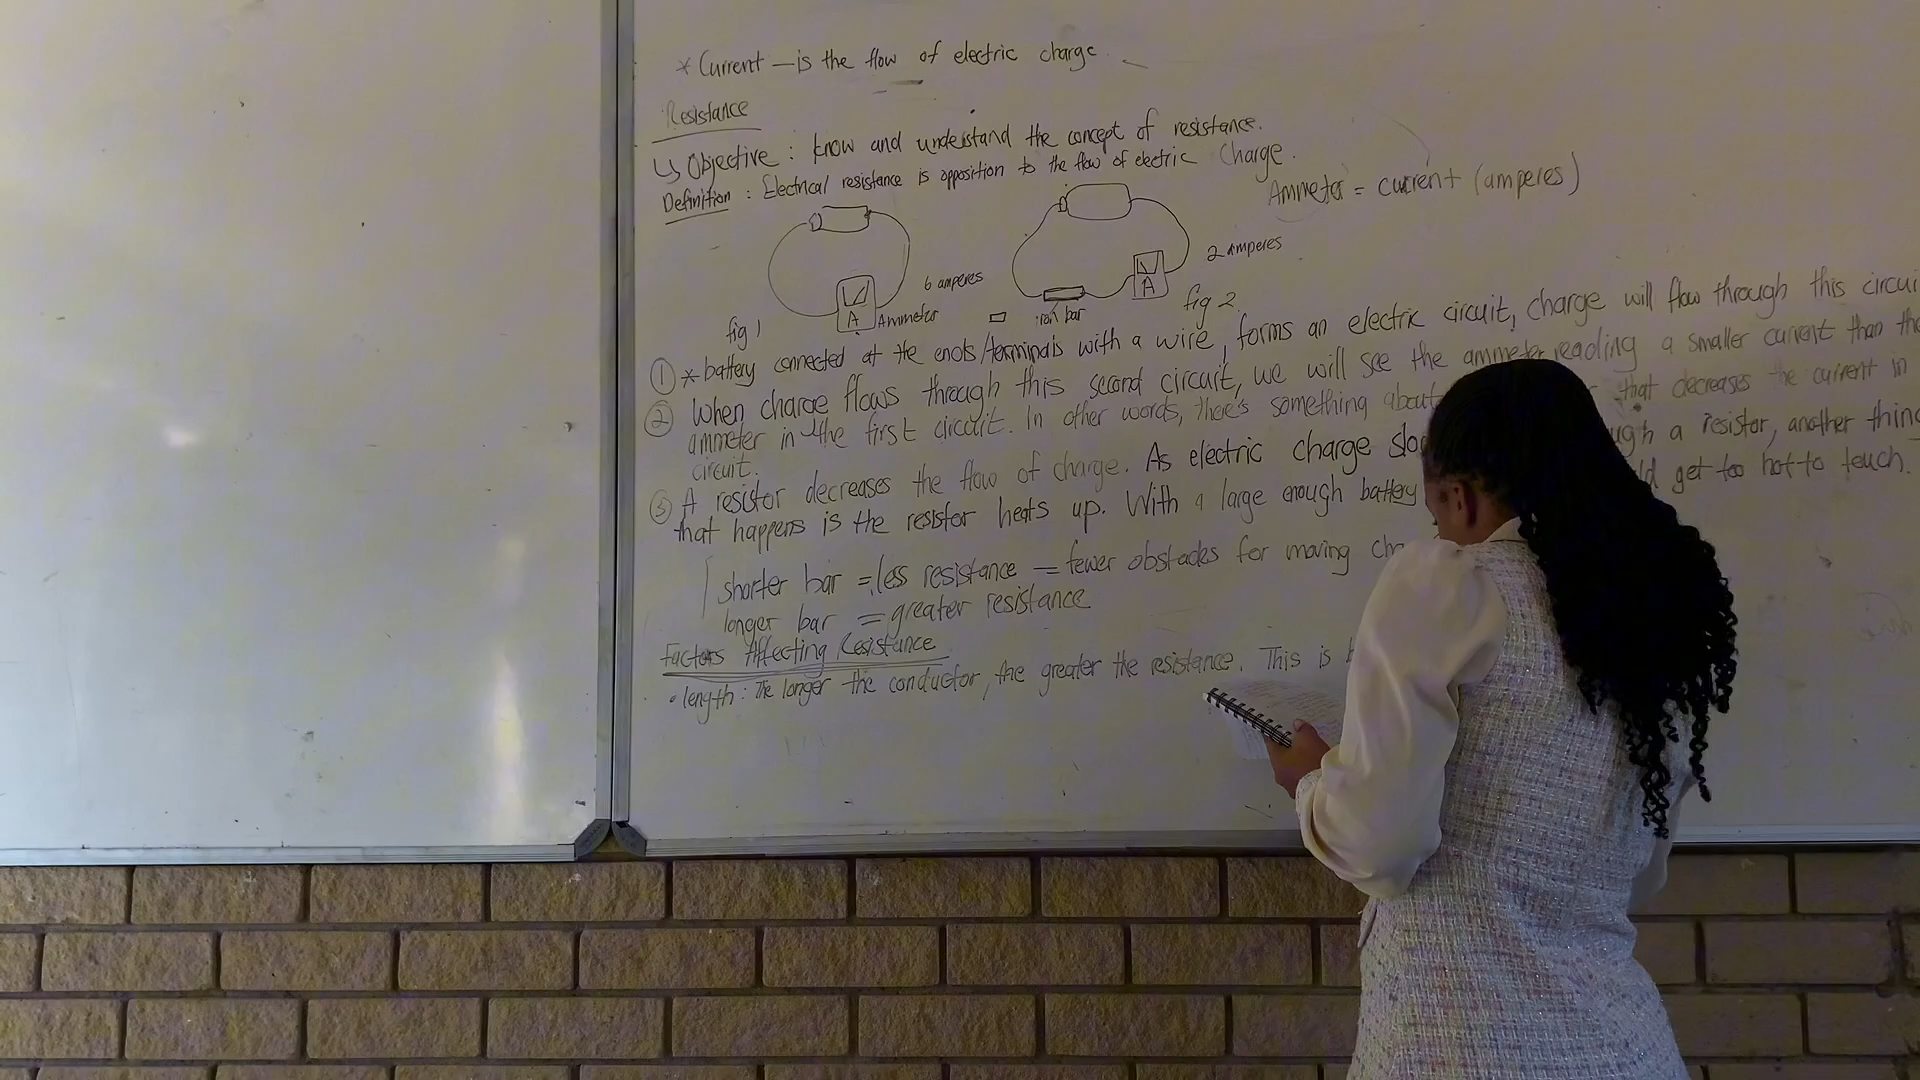 * Current – is the flow of electric charge
Resistance
↳ Objective : know and understand the concept of resistance.
Definition : Electrical resistance is opposition to the flow of electric charge.
Ammeter = current (amperes)
6 amperes
2 amperes
A Ammeter
A
iron bar
fig 1
fig 2
① * battery connected at the ends/terminals with a wire, forms an electric circuit, charge will flow through this circui
② When charge flows through this second circuit, we will see the ammeter reading a smaller current than the
ammeter in the first circuit. In other words, there's something about that decreases the current in
circuit.
③ A resistor decreases the flow of charge. As electric charge slo ugh a resistor, another thing
that happens is the resistor heats up. With a large enough battery ld get too hot to touch.
shorter bar = less resistance = fewer obstacles for moving cha
longer bar = greater resistance
Factors Affecting Resistance
• length : The longer the conductor, the greater the resistance. This is b